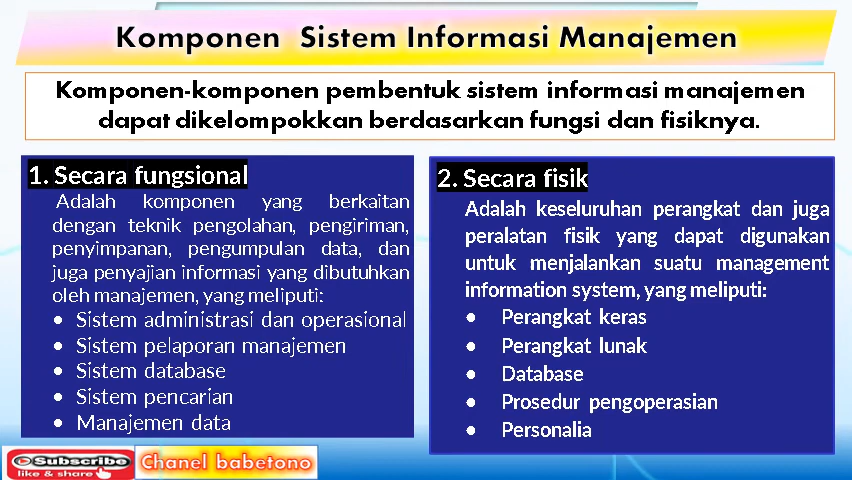 Komponen Sistem Informasi Manajemen
Komponen-komponen pembentuk sistem informasi manajemen
dapat dikelompokkan berdasarkan fungsi dan fisiknya.
1. Secara fungsional
Adalah komponen yang berkaitan
dengan teknik pengolahan, pengiriman,
penyimpanan, pengumpulan data, dan
juga penyajian informasi yang dibutuhkan
oleh manajemen, yang meliputi:
• Sistem administrasi dan operasional
• Sistem pelaporan manajemen
• Sistem database
• Sistem pencarian
• Manajemen data
2. Secara fisik
Adalah keseluruhan perangkat dan juga
peralatan fisik yang dapat digunakan
untuk menjalankan suatu management
information system, yang meliputi:
• Perangkat keras
• Perangkat lunak
• Database
• Prosedur pengoperasian
• Personalia
Subscribe
like & share
Chanel babetono